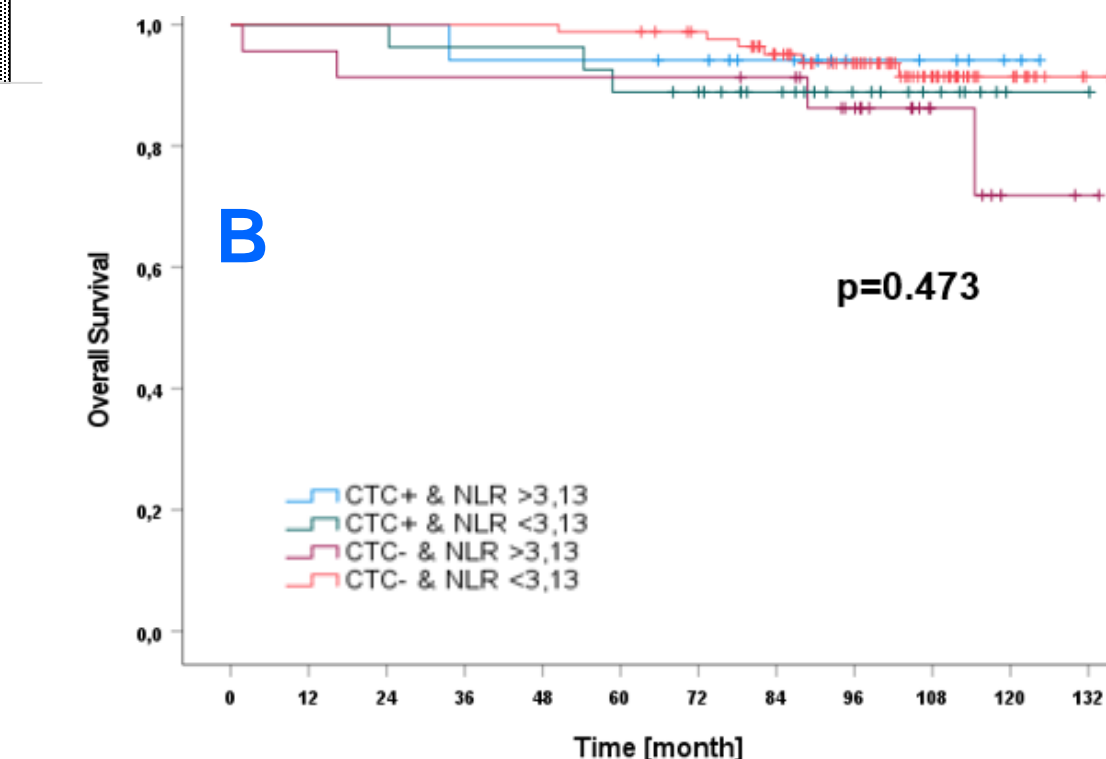 1,0
0,8
B
0,6
p=0.473
Overall Survival
0,4
CTC+ & NLR >3,13
0,2
CTC+ & NLR <3,13
CTC- & NLR >3,13
CTC- & NLR <3,13
0,0
0 12 24 36 48 60 72 84 96 108 120 132
Time [month]